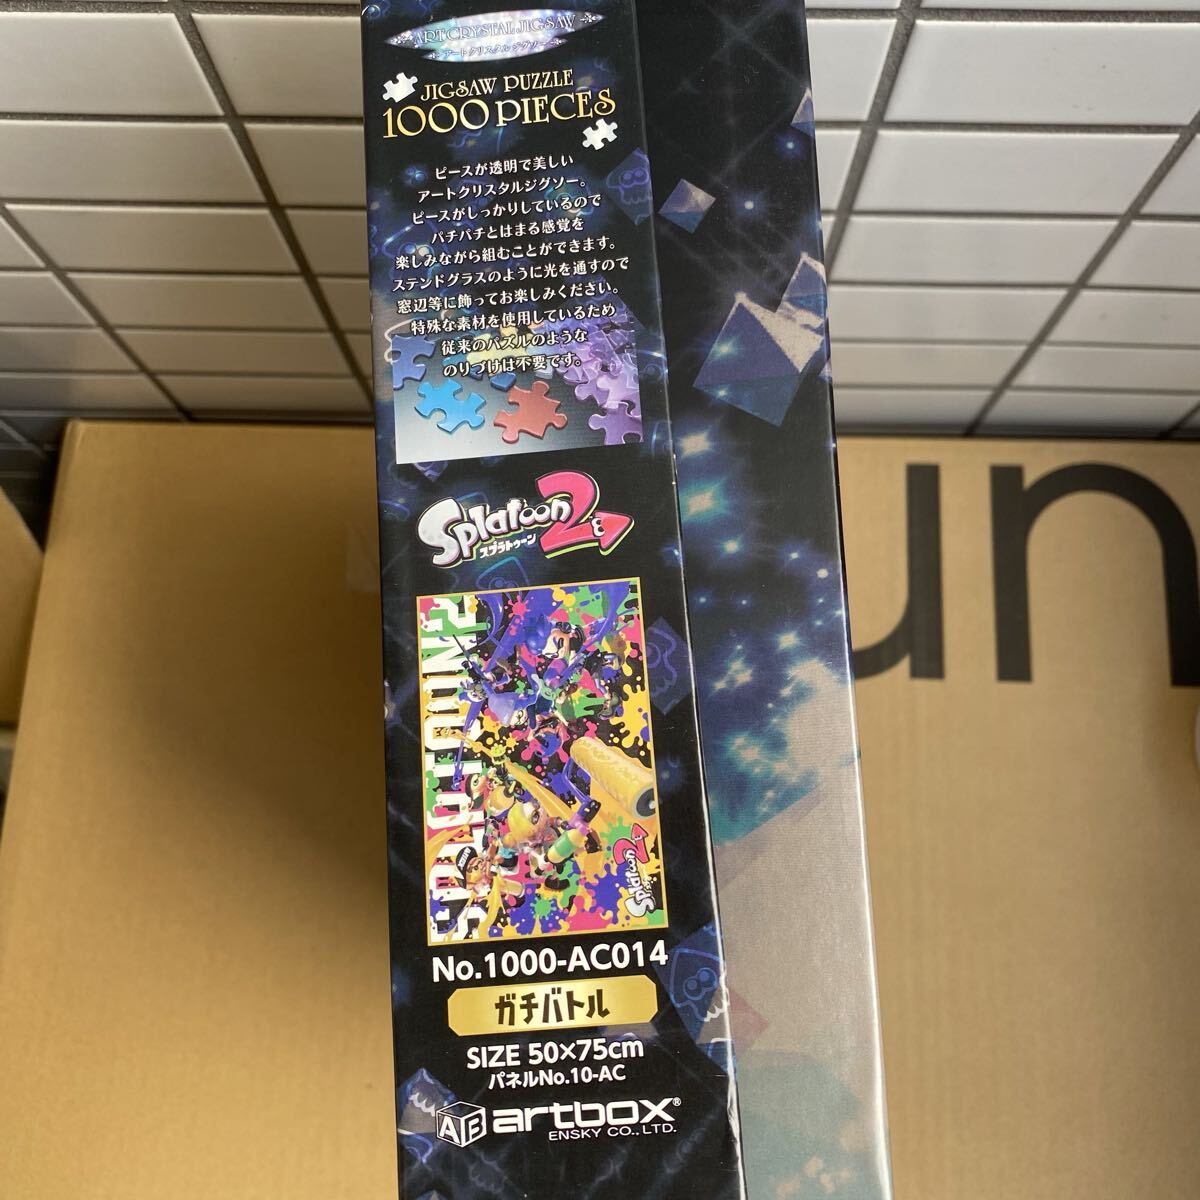 ART CRYSTAL JIGSAW
アートクリスタルジグソー
JIGSAW PUZZLE
1000 PIECES
ピースが透明で美しい
アートクリスタルジグソー。
ピースがしっかりしているので
パチパチとはまる感覚を
楽しみながら組むことができます。
ステンドグラスのように光を通すので
窓辺等に飾ってお楽しみください。
特殊な素材を使用しているため
従来のパズルのような
のりづけは不要です。
Splatoon 2
スプラトゥーン
Splatoon 2
No.1000-AC014
ガチバトル
SIZE 50×75cm
パネルNo.10-AC
AB artbox®
ENSKY CO., LTD.
un